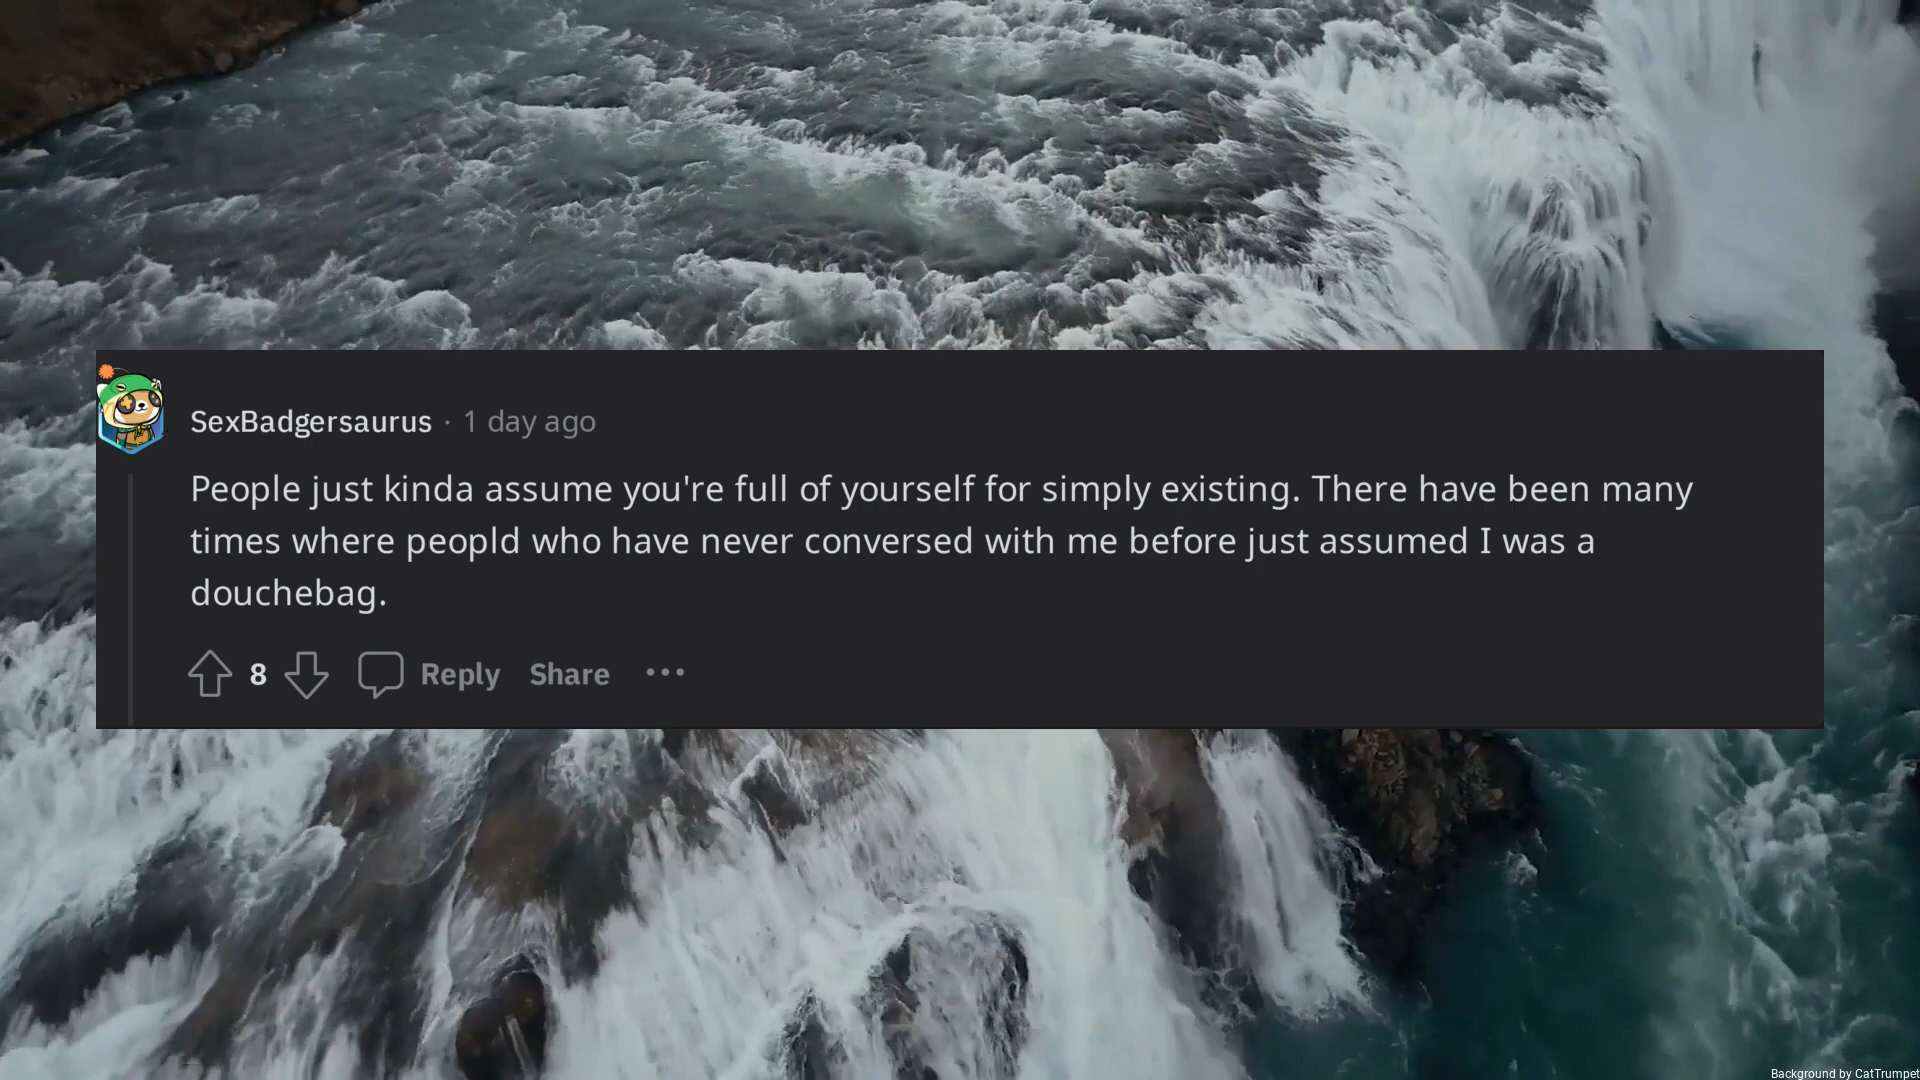 SexBadgersaurus · 1 day ago
People just kinda assume you're full of yourself for simply existing. There have been many
times where peopld who have never conversed with me before just assumed I was a
douchebag.
8 Reply Share ···
Background by CatTrumpet